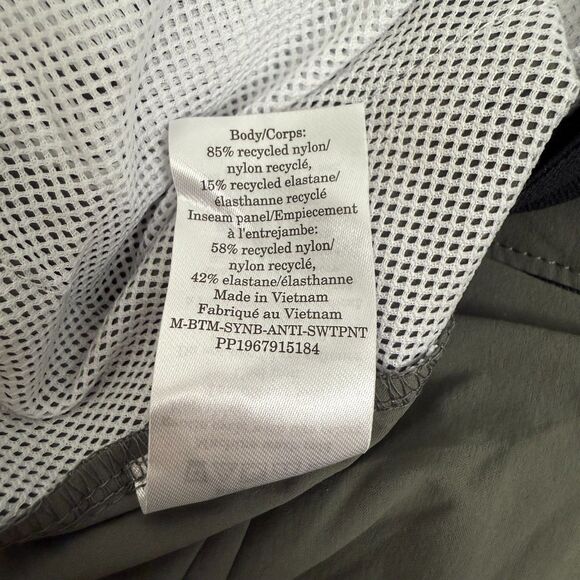 Body/Corps:
85% recycled nylon/
nylon recyclé,
15% recycled elastane/
élasthanne recyclé
Inseam panel/Empiecement
à l'entrejambe:
58% recycled nylon/
nylon recyclé,
42% elastane/élasthanne
Made in Vietnam
Fabriqué au Vietnam
M-BTM-SYNB-ANTI-SWTPNT
PP1967915184